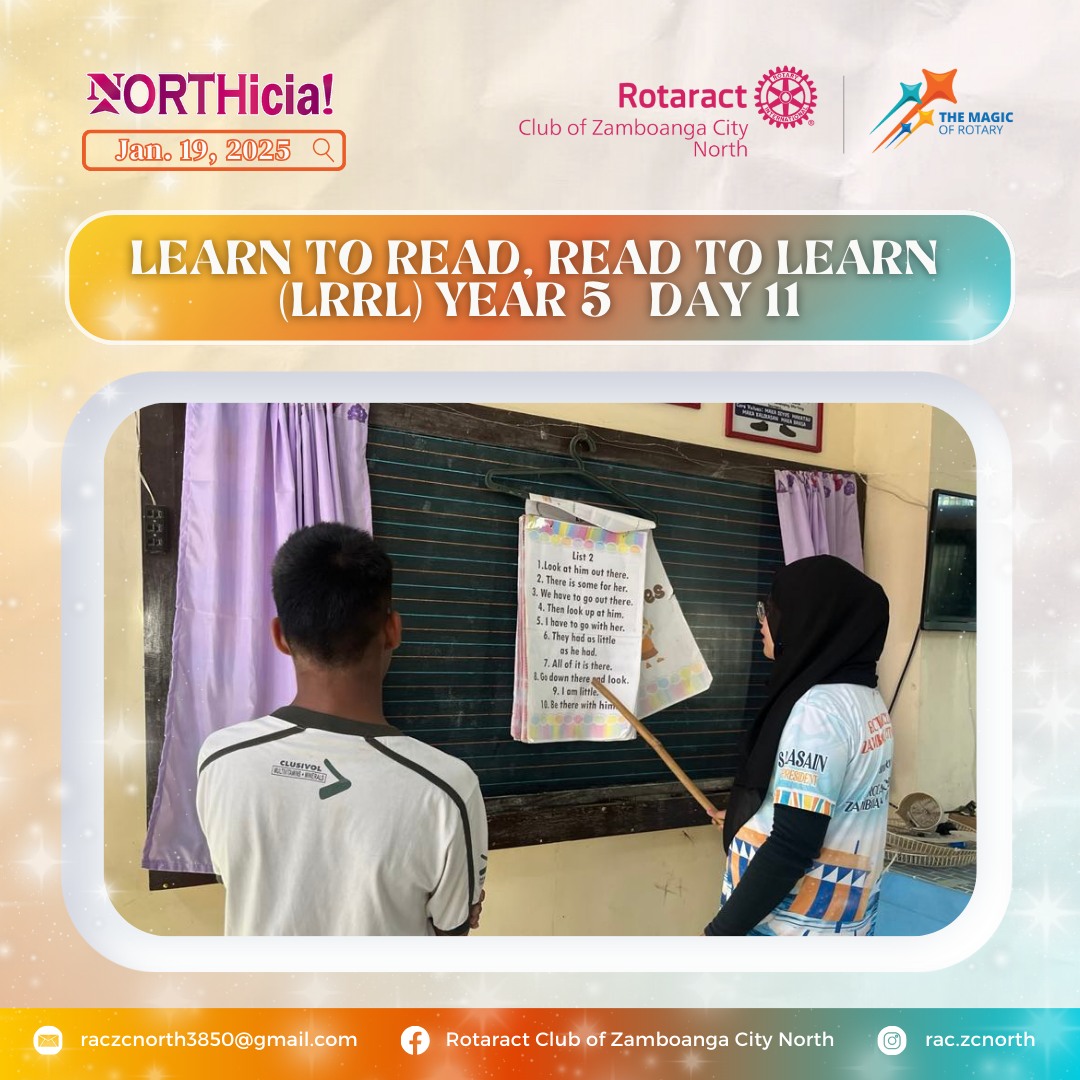 NORTHicia!
Jan. 19, 2025
Rotaract
Club of Zamboanga City
North
ROTARY
INTERNATIONAL
THE MAGIC
OF ROTARY
LEARN TO READ, READ TO LEARN
(LRRL) YEAR 5 DAY 11
List 2
1.Look at him out there.
2. There is some for her.
3. We have to go out there.
4. Then look up at him.
5. I have to go with her.
6. They had as little
as he had.
7. All of it is there.
8. Go down there and look.
9. I am little.
10. Be there with him
CLUSIVOL
MULTIVITAMINS + MINERALS
PRESIDENT
raczcnorth3850@gmail.com
Rotaract Club of Zamboanga City North
rac.zcnorth